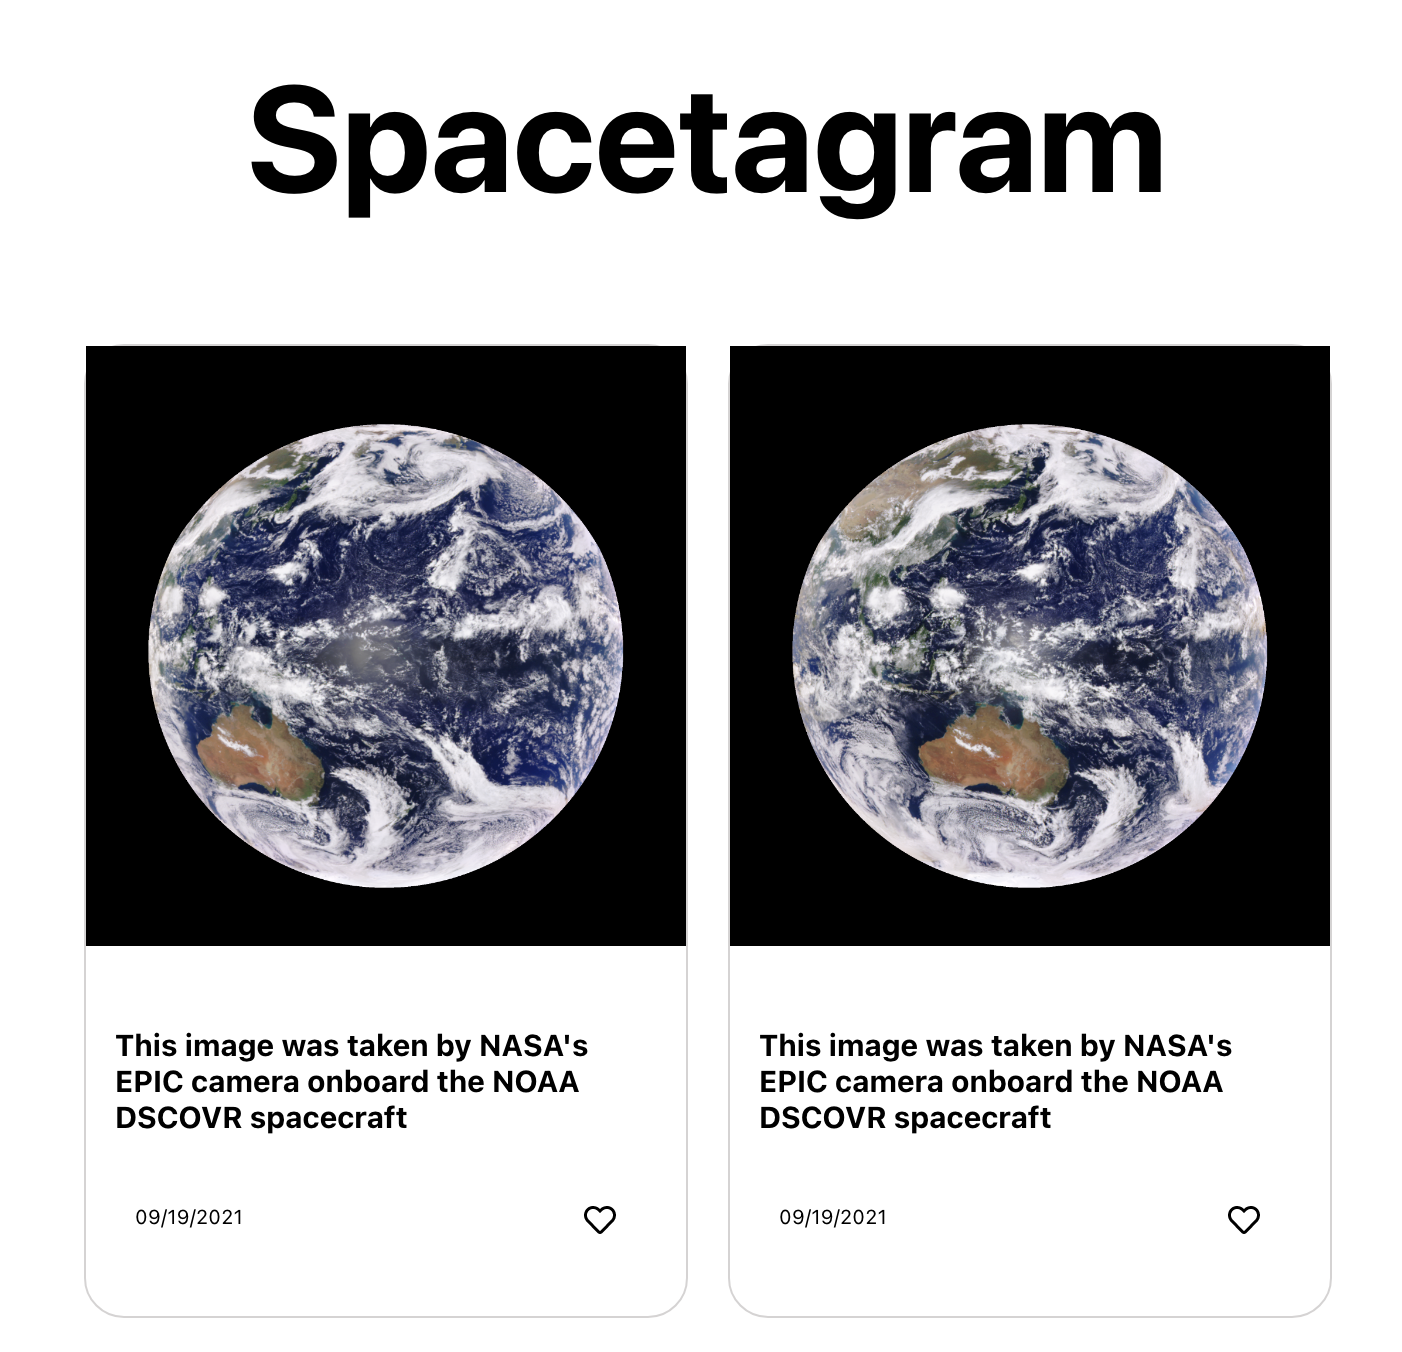 Spacetagram
This image was taken by NASA's
EPIC camera onboard the NOAA
DSCOVR spacecraft
09/19/2021
This image was taken by NASA's
EPIC camera onboard the NOAA
DSCOVR spacecraft
09/19/2021